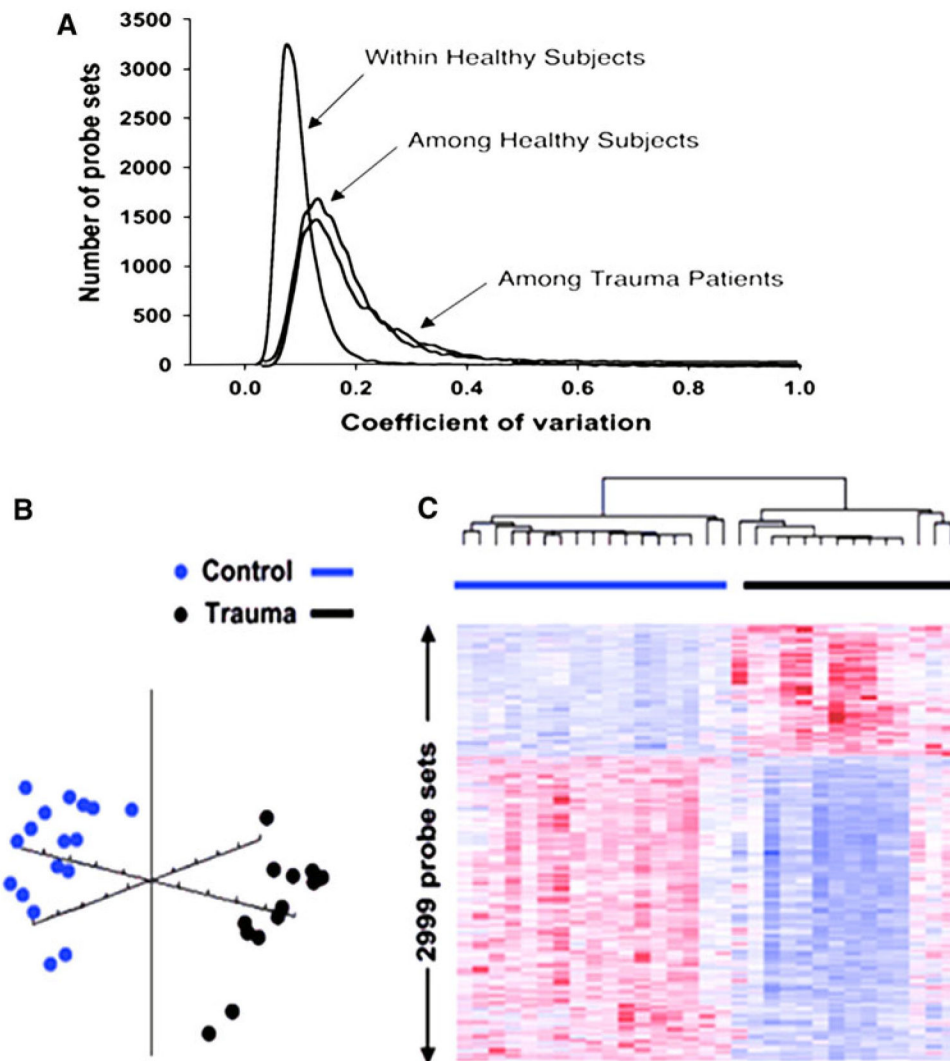 A
Number of probe sets
3500
3000
2500
2000
1500
1000
500
0
Within Healthy Subjects
Among Healthy Subjects
Among Trauma Patients
0.0 0.2 0.4 0.6 0.8 1.0
Coefficient of variation
B
Control
Trauma
C
2999 probe sets